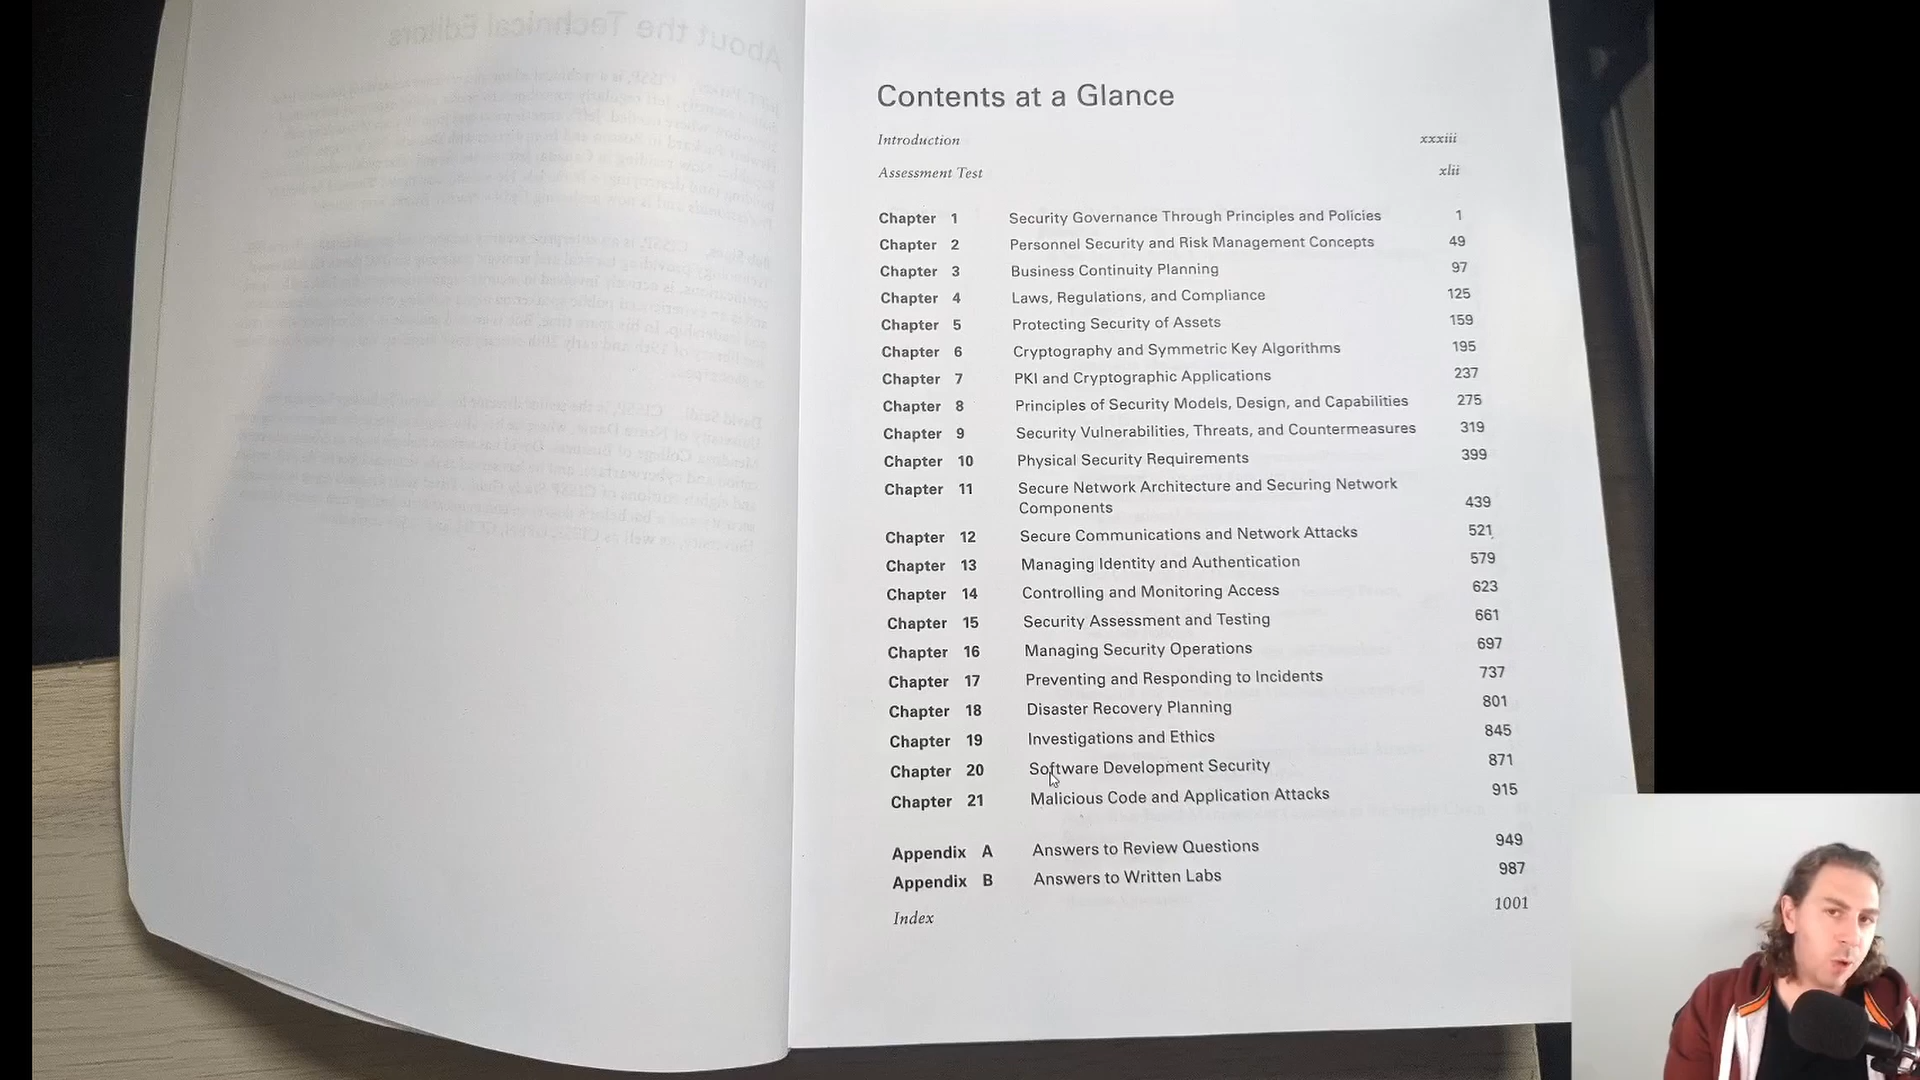 Contents at a Glance
Introduction xxxiii
Assessment Test xlii
Chapter 1 Security Governance Through Principles and Policies 1
Chapter 2 Personnel Security and Risk Management Concepts 49
Chapter 3 Business Continuity Planning 97
Chapter 4 Laws, Regulations, and Compliance 125
Chapter 5 Protecting Security of Assets 159
Chapter 6 Cryptography and Symmetric Key Algorithms 195
Chapter 7 PKI and Cryptographic Applications 237
Chapter 8 Principles of Security Models, Design, and Capabilities 275
Chapter 9 Security Vulnerabilities, Threats, and Countermeasures 319
Chapter 10 Physical Security Requirements 399
Chapter 11 Secure Network Architecture and Securing Network
Components 439
Chapter 12 Secure Communications and Network Attacks 521
Chapter 13 Managing Identity and Authentication 579
Chapter 14 Controlling and Monitoring Access 623
Chapter 15 Security Assessment and Testing 661
Chapter 16 Managing Security Operations 697
Chapter 17 Preventing and Responding to Incidents 737
Chapter 18 Disaster Recovery Planning 801
Chapter 19 Investigations and Ethics 845
Chapter 20 Software Development Security 871
Chapter 21 Malicious Code and Application Attacks 915
Appendix A Answers to Review Questions 949
Appendix B Answers to Written Labs 987
Index 1001